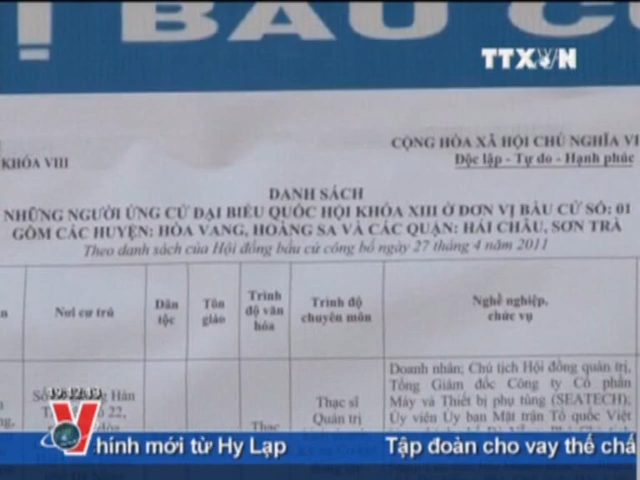 Ị BẦU C
TTXVN
KHÓA VIII
CỘNG HÒA XÃ HỘI CHỦ NGHĨA VI
Độc lập - Tự do - Hạnh phúc
DANH SÁCH
NHỮNG NGƯỜI ỨNG CỬ ĐẠI BIỂU QUỐC HỘI KHÓA XIII Ở ĐƠN VỊ BẦU CỬ SỐ: 01
GỒM CÁC HUYỆN: HÒA VANG, HOÀNG SA VÀ CÁC QUẬN: HẢI CHÂU, SƠN TRÀ
Theo danh sách của Hội đồng bầu cử công bố ngày 27 tháng 4 năm 2011
Nơi cư trú
Dân tộc
Tôn giáo
Trình độ văn hóa
Trình độ chuyên môn
Nghề nghiệp, chức vụ
Thạc sĩ
Quản trị
Doanh nhân; Chủ tịch Hội đồng quản trị,
Tổng Giám đốc Công ty Cổ phần
Máy và Thiết bị phụ tùng (SEATECH);
Ủy viên Ủy ban Mặt trận Tổ quốc Việt
19:12:13
V
hính mới từ Hy Lạp
Tập đoàn cho vay thế chấ